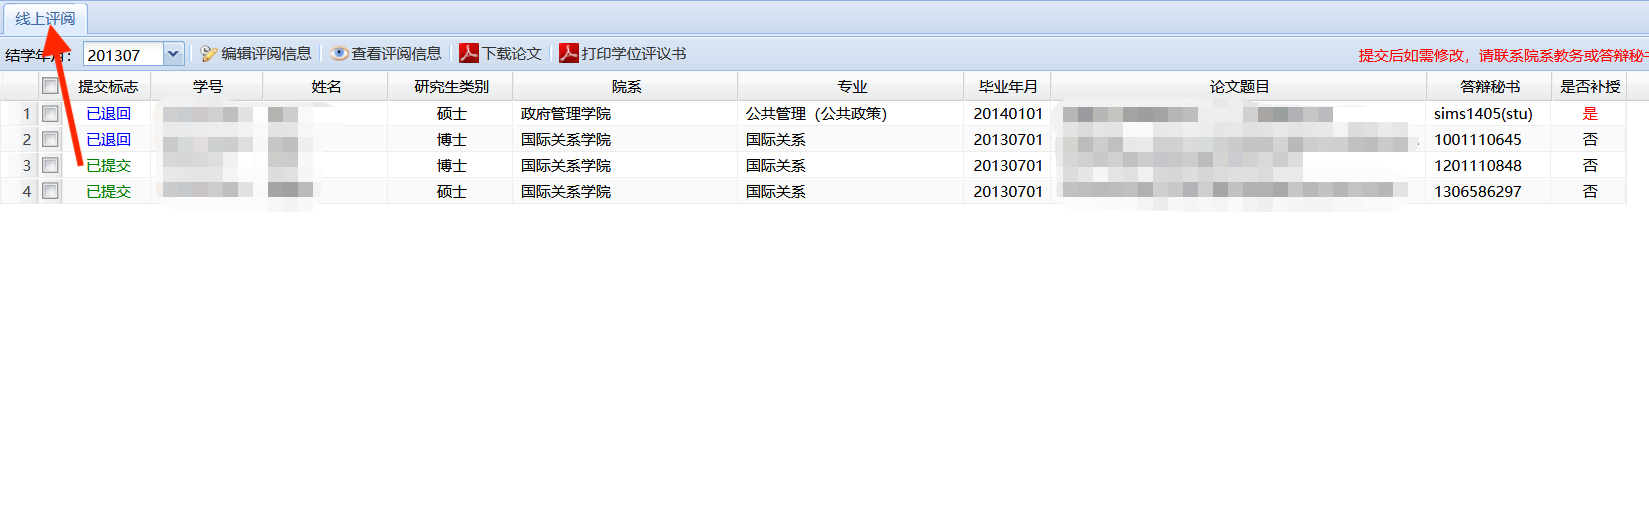 线上评阅
结学年月： 201307 编辑评阅信息 查看评阅信息 下载论文 打印学位评议书 提交后如需修改，请联系院系教务或答辩秘书
提交标志 学号 姓名 研究生类别 院系 专业 毕业年月 论文题目 答辩秘书 是否补授
1 已退回 硕士 政府管理学院 公共管理（公共政策） 20140101 sims1405(stu) 是
2 已退回 博士 国际关系学院 国际关系 20130701 1001110645 否
3 已提交 博士 国际关系学院 国际关系 20130701 1201110848 否
4 已提交 硕士 国际关系学院 国际关系 20130701 1306586297 否